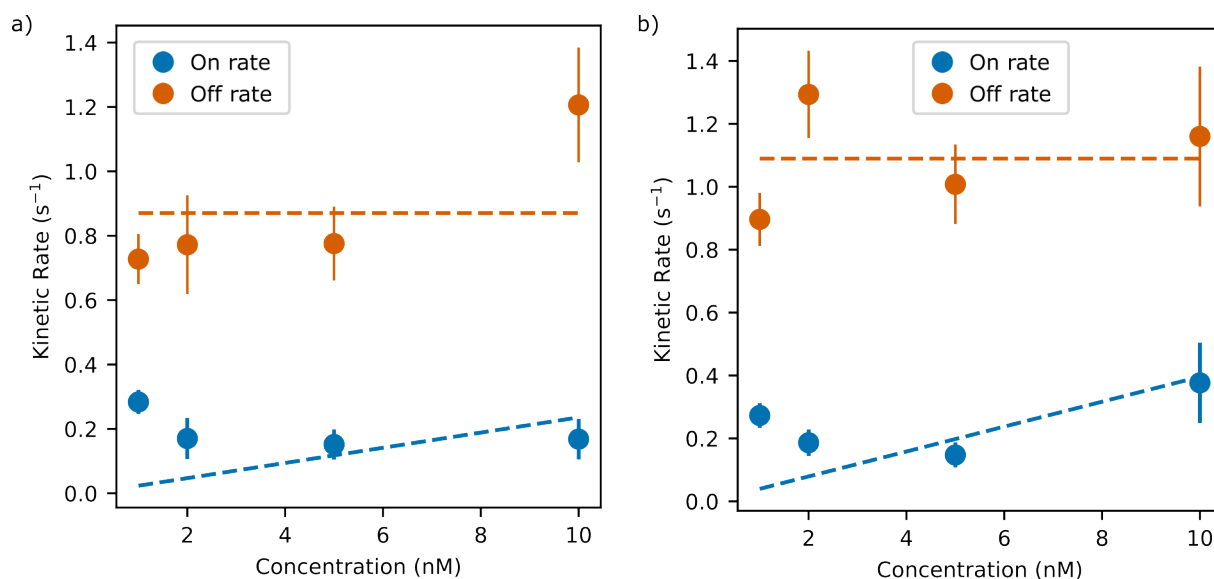 a)
On rate
Off rate
1.4
1.2
1.0
0.8
0.6
0.4
0.2
0.0
Kinetic Rate (s⁻¹)
2
4
6
8
10
Concentration (nM)
b)
On rate
Off rate
1.4
1.2
1.0
0.8
0.6
0.4
0.2
0.0
Kinetic Rate (s⁻¹)
2
4
6
8
10
Concentration (nM)